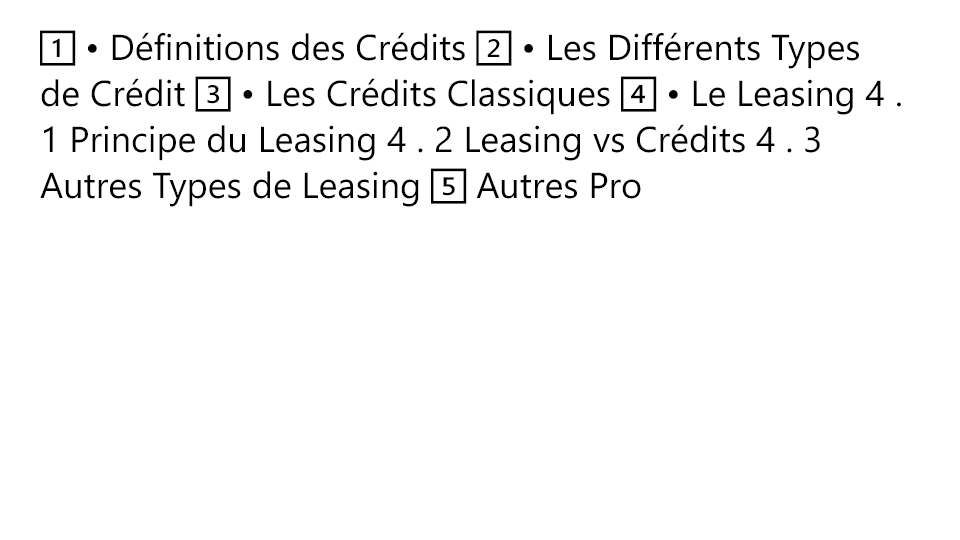 1️⃣ • Définitions des Crédits 2️⃣ • Les Différents Types
de Crédit 3️⃣ • Les Crédits Classiques 4️⃣ • Le Leasing 4 .
1 Principe du Leasing 4 . 2 Leasing vs Crédits 4 . 3
Autres Types de Leasing 5️⃣ Autres Pro